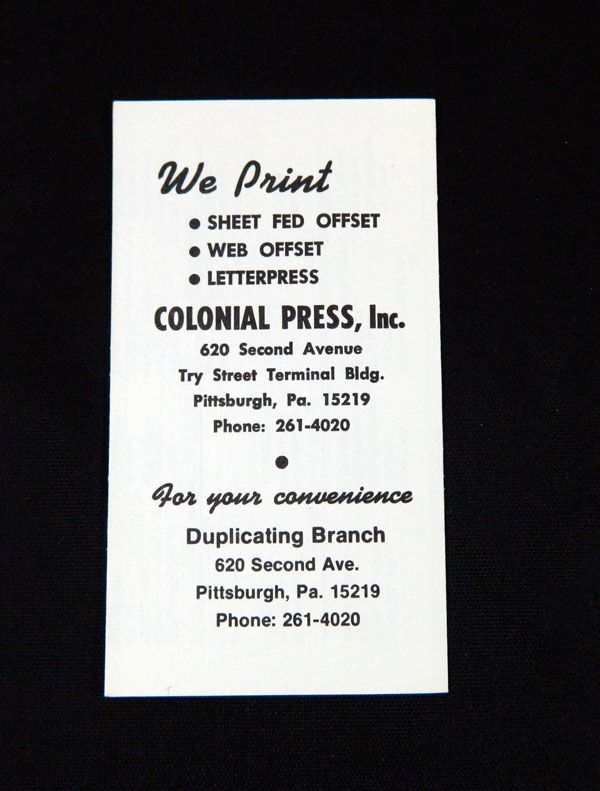 We Print
● SHEET FED OFFSET
● WEB OFFSET
● LETTERPRESS
COLONIAL PRESS, Inc.
620 Second Avenue
Try Street Terminal Bldg.
Pittsburgh, Pa. 15219
Phone: 261-4020
●
For your convenience
Duplicating Branch
620 Second Ave.
Pittsburgh, Pa. 15219
Phone: 261-4020